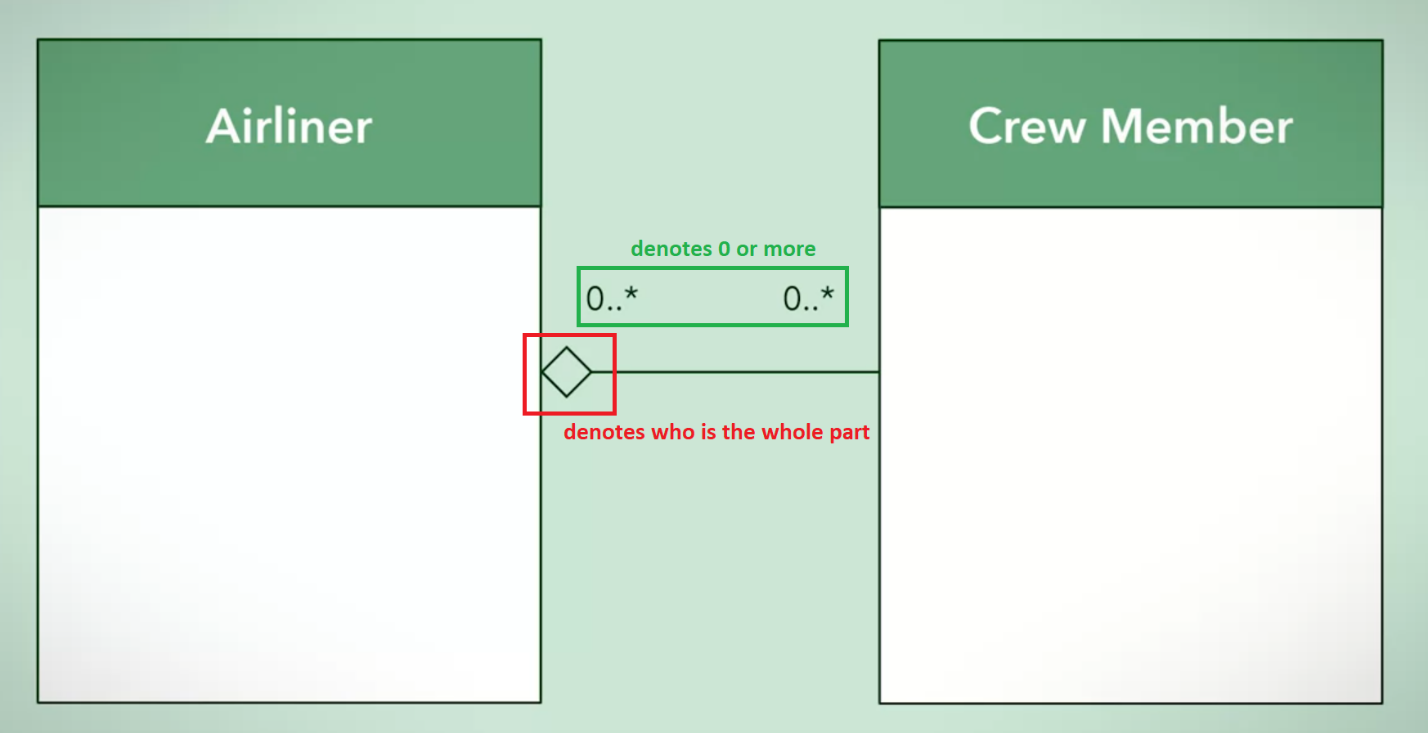 Airliner
Crew Member
denotes 0 or more
0..* 0..*
denotes who is the whole part